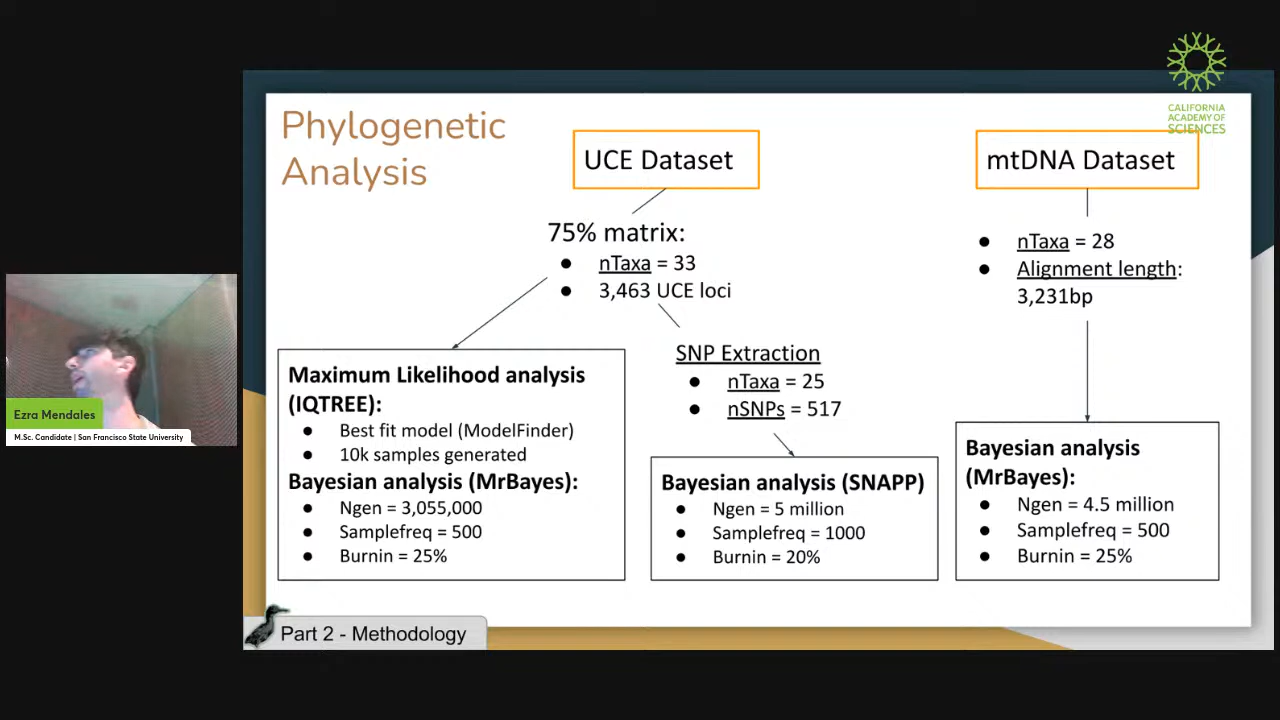 CALIFORNIA
ACADEMY OF
SCIENCES
Phylogenetic
Analysis
UCE Dataset
75% matrix:
● nTaxa = 33
● 3,463 UCE loci
Maximum Likelihood analysis
(IQTREE):
● Best fit model (ModelFinder)
● 10k samples generated
Bayesian analysis (MrBayes):
● Ngen = 3,055,000
● Samplefreq = 500
● Burnin = 25%
SNP Extraction
● nTaxa = 25
● nSNPs = 517
Bayesian analysis (SNAPP)
● Ngen = 5 million
● Samplefreq = 1000
● Burnin = 20%
mtDNA Dataset
● nTaxa = 28
● Alignment length:
3,231bp
Bayesian analysis
(MrBayes):
● Ngen = 4.5 million
● Samplefreq = 500
● Burnin = 25%
Part 2 - Methodology
Ezra Mendales
M.Sc. Candidate | San Francisco State University